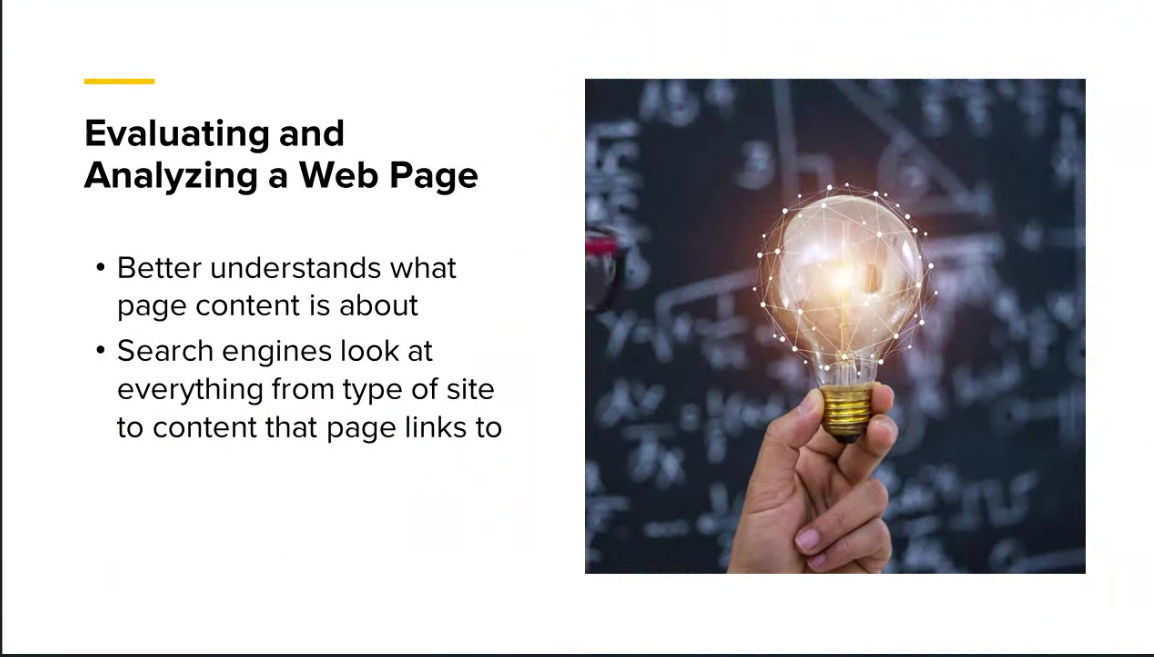 Evaluating and
Analyzing a Web Page
• Better understands what
page content is about
• Search engines look at
everything from type of site
to content that page links to